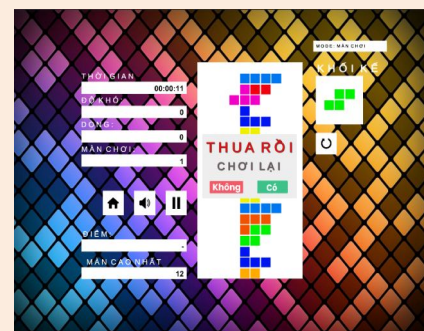 THỜI GIAN
00:00:11
ĐỘ KHÓ:
0
DÒNG:
0
MÀN CHƠI:
1
ĐIỂM:
-
MÀN CAO NHẤT
12
THUA RỒI
CHƠI LẠI
Không Có
MODE: MÀN CHƠI
KHỐI KẾ